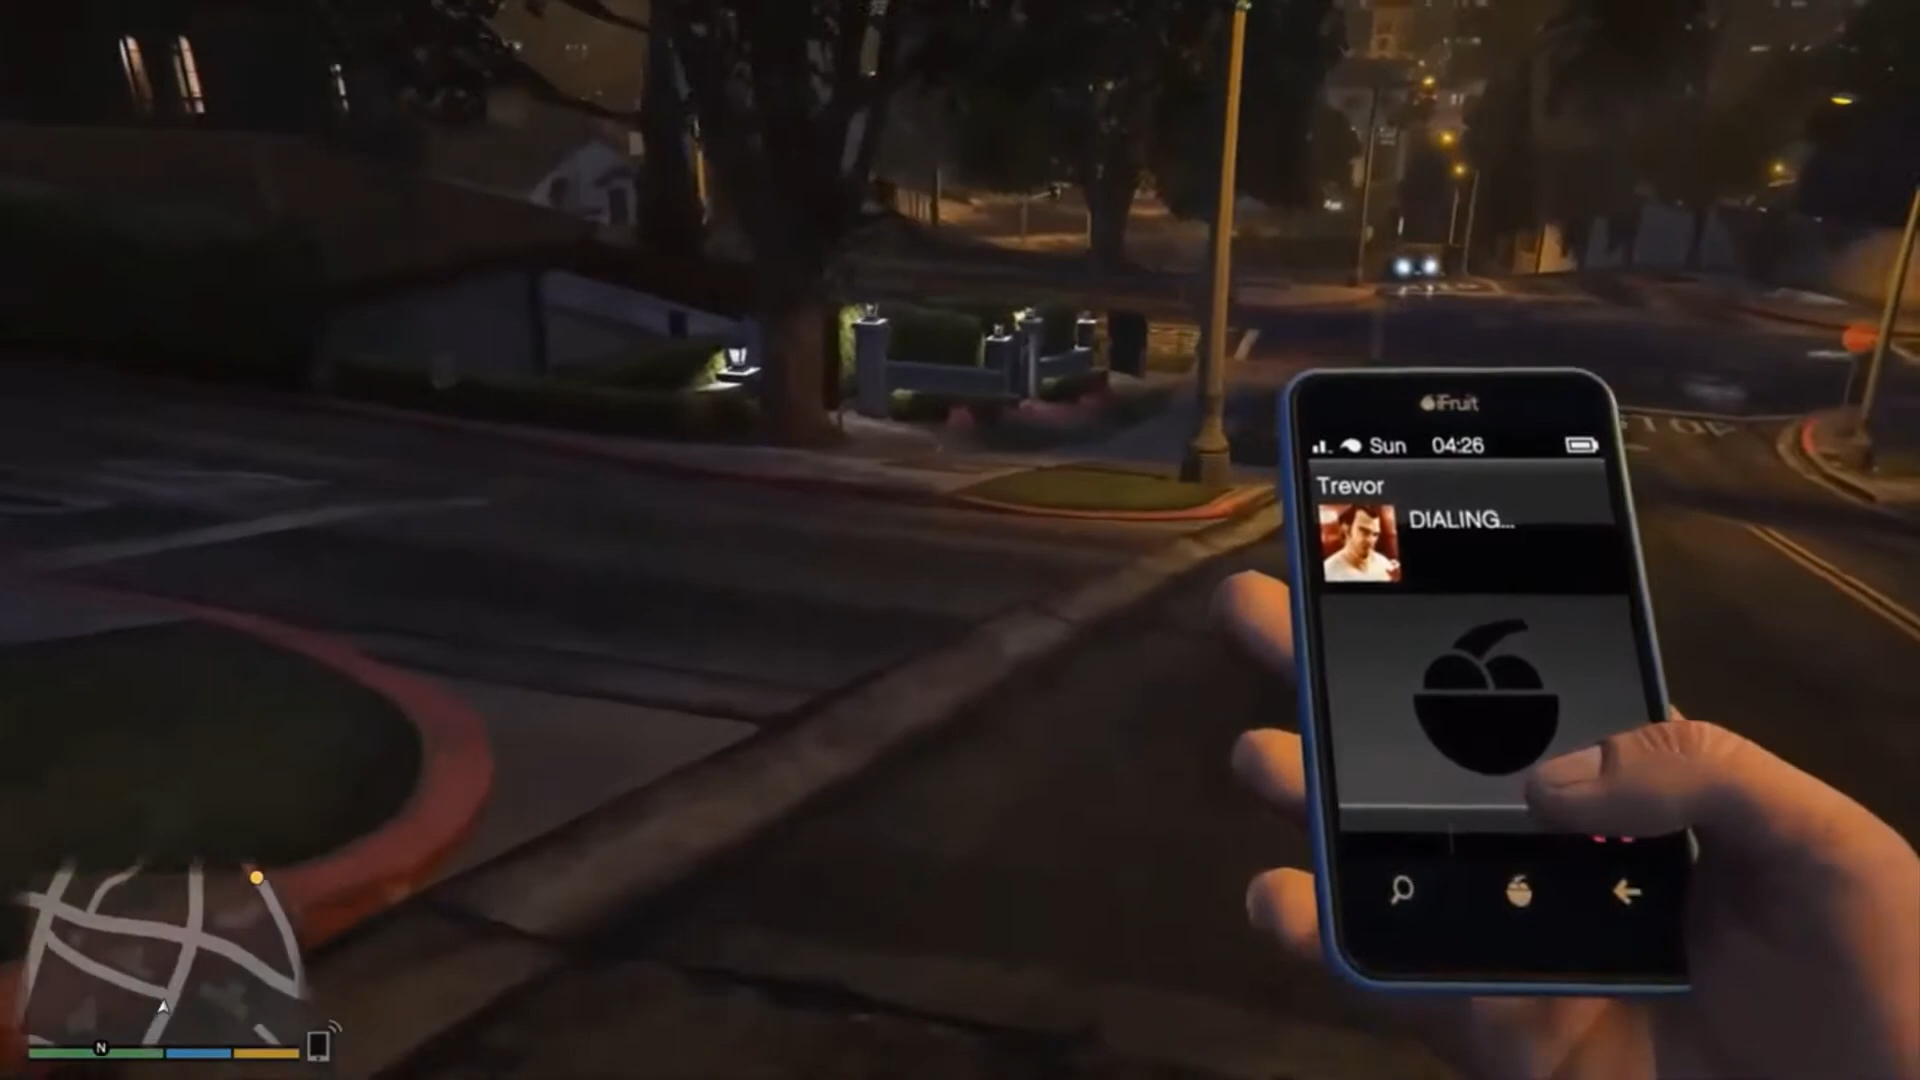 iFruit
Sun 04:26
Trevor
DIALING...
N